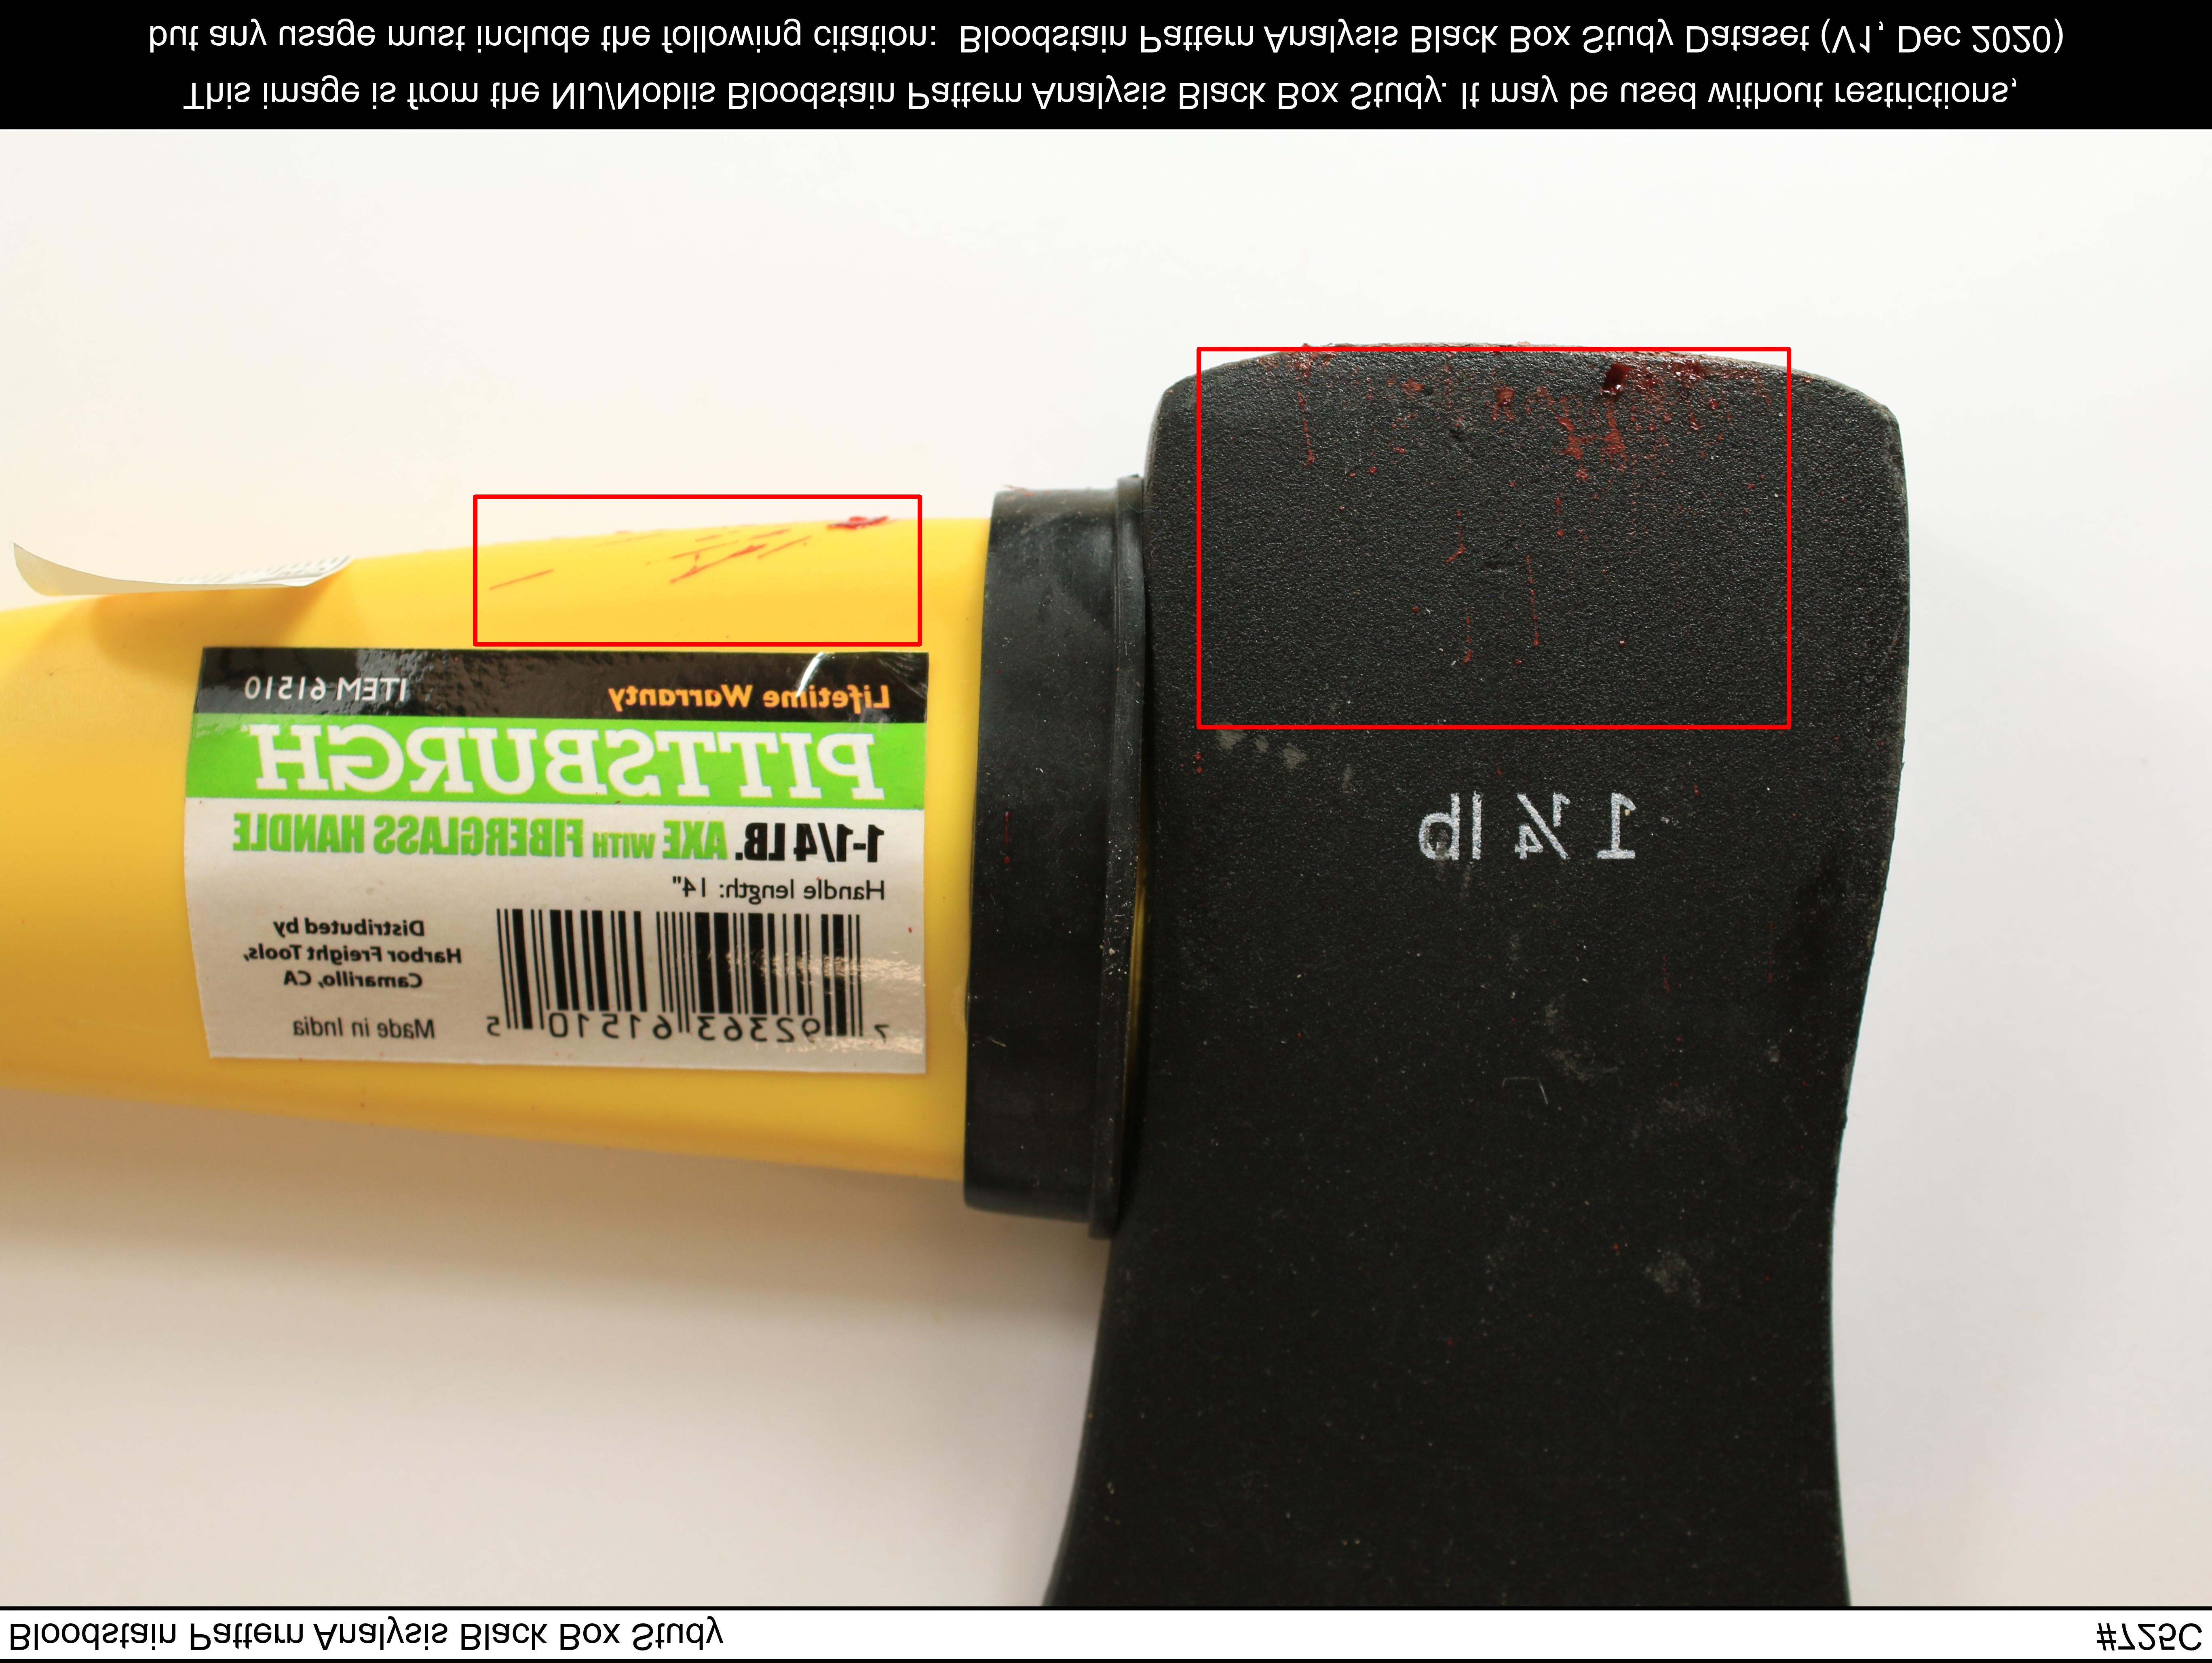 Bloodstain Pattern Analysis Black Box Study #725C
1 ¼ lb
Lifetime Warranty ITEM 61510
PITTSBURGH
1-1/4 LB. AXE WITH FIBERGLASS HANDLE
Handle length: 14"
7 92363 61510 5
Distributed by
Harbor Freight Tools,
Camarillo, CA
Made in India
This image is from the NIJ/Noblis Bloodstain Pattern Analysis Black Box Study. It may be used without restrictions,
but any usage must include the following citation: Bloodstain Pattern Analysis Black Box Study Dataset (V1, Dec 2020)